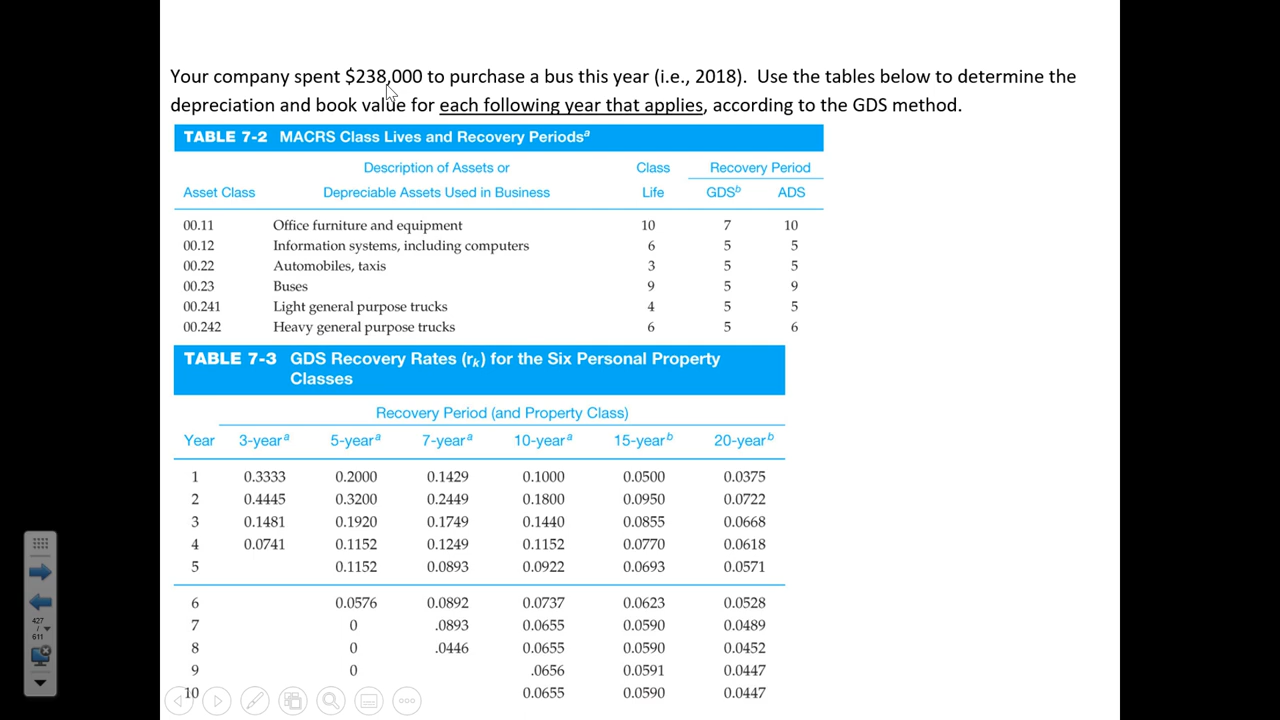 Your company spent $238,000 to purchase a bus this year (i.e., 2018).  Use the tables below to determine the
depreciation and book value for each following year that applies, according to the GDS method.
TABLE 7-2 MACRS Class Lives and Recovery Periodsᵃ
Description of Assets or Class Recovery Period
Asset Class Depreciable Assets Used in Business Life GDSᵇ ADS
00.11 Office furniture and equipment 10 7 10
00.12 Information systems, including computers 6 5 5
00.22 Automobiles, taxis 3 5 5
00.23 Buses 9 5 9
00.241 Light general purpose trucks 4 5 5
00.242 Heavy general purpose trucks 6 5 6
TABLE 7-3 GDS Recovery Rates (rₖ) for the Six Personal Property
Classes
Recovery Period (and Property Class)
Year 3-yearᵃ 5-yearᵃ 7-yearᵃ 10-yearᵃ 15-yearᵇ 20-yearᵇ
1 0.3333 0.2000 0.1429 0.1000 0.0500 0.0375
2 0.4445 0.3200 0.2449 0.1800 0.0950 0.0722
3 0.1481 0.1920 0.1749 0.1440 0.0855 0.0668
4 0.0741 0.1152 0.1249 0.1152 0.0770 0.0618
5 0.1152 0.0893 0.0922 0.0693 0.0571
6 0.0576 0.0892 0.0737 0.0623 0.0528
7 0 .0893 0.0655 0.0590 0.0489
8 0 .0446 0.0655 0.0590 0.0452
9 0 .0656 0.0591 0.0447
10 0.0655 0.0590 0.0447
427
/
611